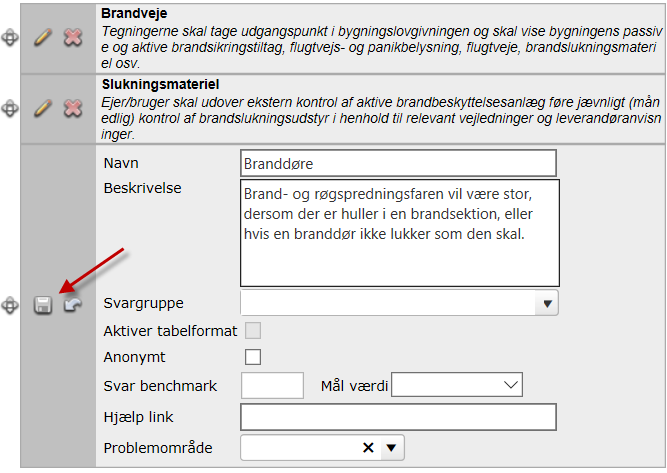 Brandveje
Tegningerne skal tage udgangspunkt i bygningslovgivningen og skal vise bygningens passiv
e og aktive brandsikringstiltag, flugtvejs- og panikbelysning, flugtveje, brandslukningsmateri
el osv.
Slukningsmateriel
Ejer/bruger skal udover ekstern kontrol af aktive brandbeskyttelsesanlæg føre jævnligt (mån
edlig) kontrol af brandslukningsudstyr i henhold til relevant vejledninger og leverandøranvisn
inger.
Navn Branddøre
Beskrivelse Brand- og røgspredningsfaren vil være stor,
dersom der er huller i en brandsektion, eller
hvis en branddør ikke lukker som den skal.
Svargruppe
Aktiver tabelformat
Anonymt
Svar benchmark Mål værdi
Hjælp link
Problemområde